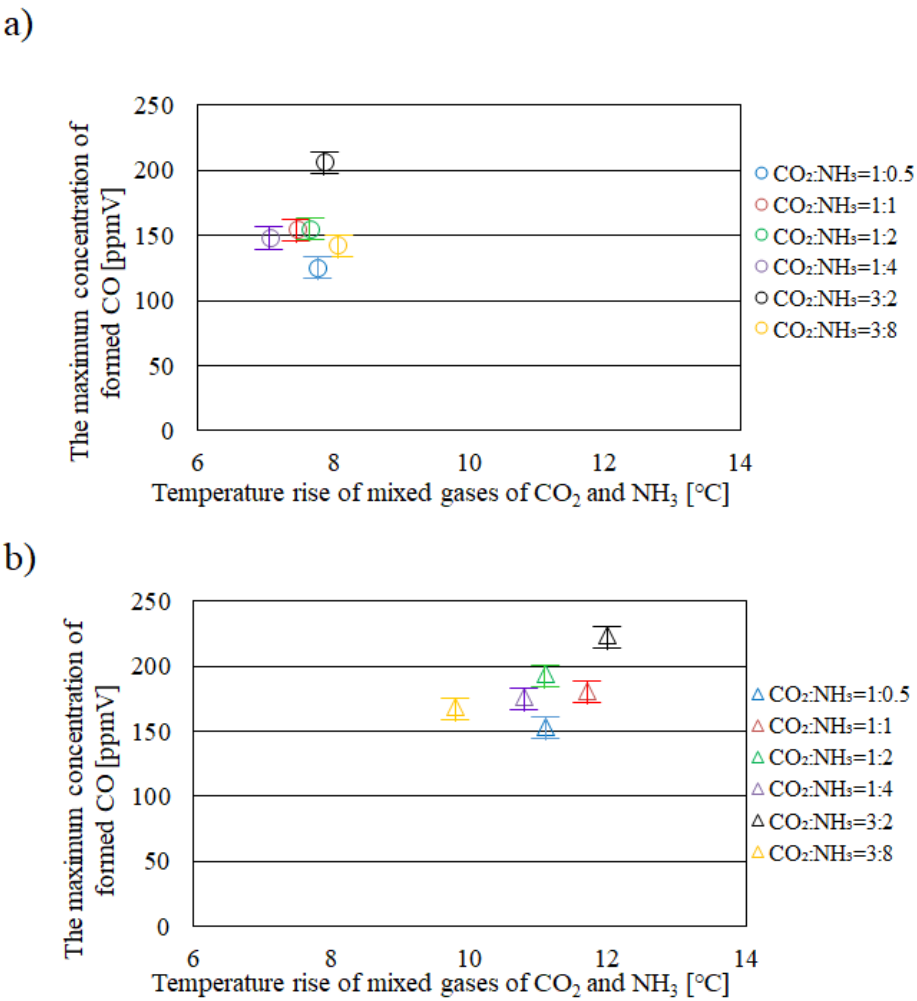 a)
The maximum concentration of
formed CO [ppmV]
250
200
150
100
50
0
6 8 10 12 14
Temperature rise of mixed gases of CO₂ and NH₃ [℃]
CO₂:NH₃=1:0.5
CO₂:NH₃=1:1
CO₂:NH₃=1:2
CO₂:NH₃=1:4
CO₂:NH₃=3:2
CO₂:NH₃=3:8
b)
The maximum concentration of
formed CO [ppmV]
250
200
150
100
50
0
6 8 10 12 14
Temperature rise of mixed gases of CO₂ and NH₃ [℃]
CO₂:NH₃=1:0.5
CO₂:NH₃=1:1
CO₂:NH₃=1:2
CO₂:NH₃=1:4
CO₂:NH₃=3:2
CO₂:NH₃=3:8